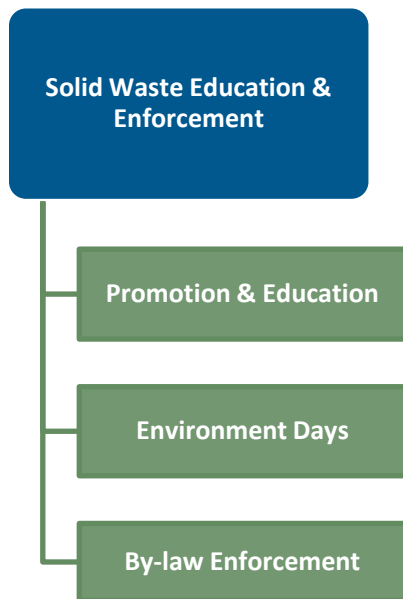 Solid Waste Education &
Enforcement
Promotion & Education
Environment Days
By-law Enforcement